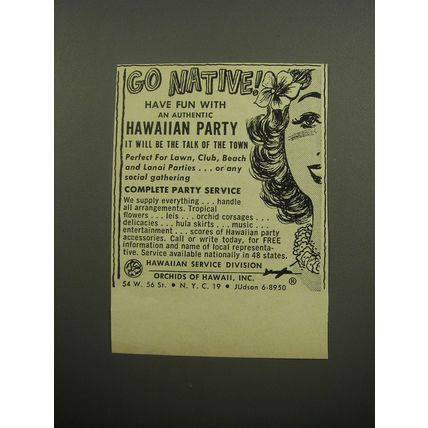 GO NATIVE!
HAVE FUN WITH
AN AUTHENTIC
HAWAIIAN PARTY
IT WILL BE THE TALK OF THE TOWN
Perfect For Lawn, Club, Beach
and Lanai Parties . . . or any
social gathering
COMPLETE PARTY SERVICE
We supply everything . . . handle
all arrangements. Tropical
flowers . . . leis . . . orchid corsages . . .
delicacies . . . hula skirts . . . music . . .
entertainment . . . scores of Hawaiian party
accessories. Call or write today, for FREE
information and name of local representa-
tive. Service available nationally in 48 states.
HAWAIIAN SERVICE DIVISION
ORCHIDS OF HAWAII, INC. ®
54 W. 56 St. • N. Y. C. 19 • JUdson 6-8950